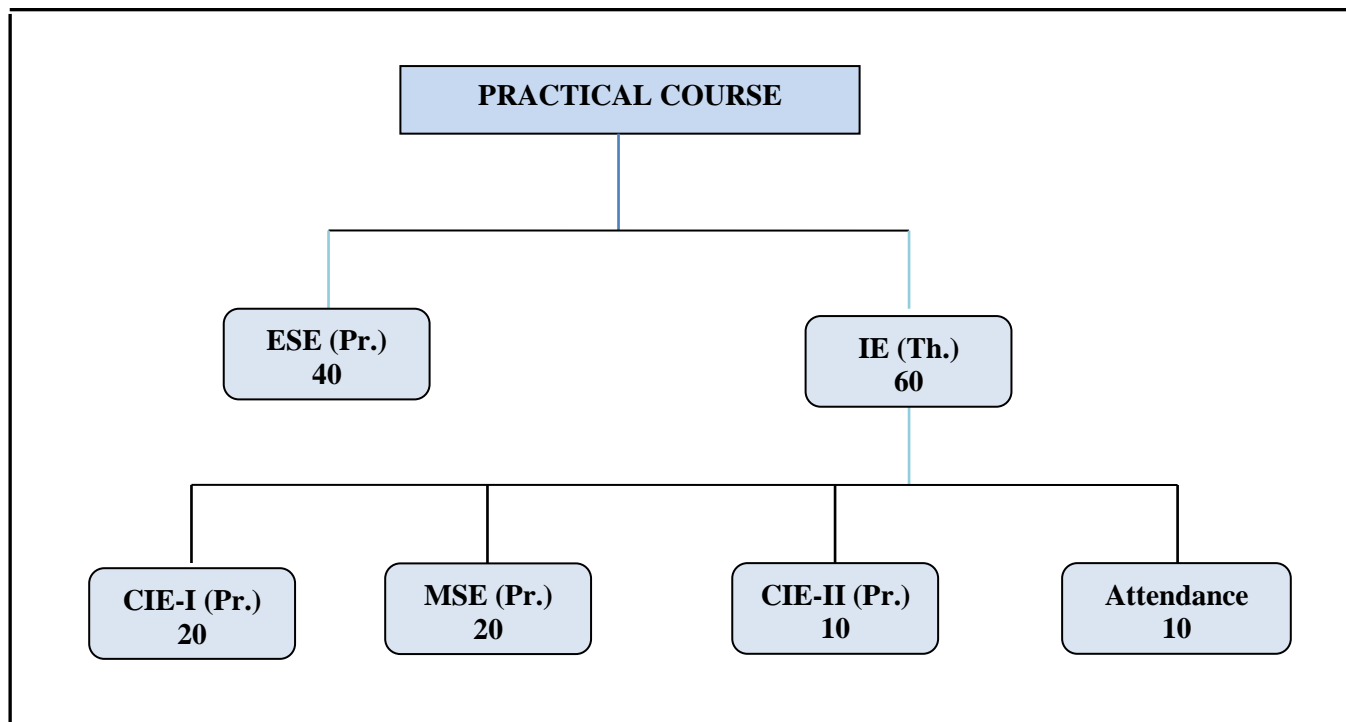 PRACTICAL COURSE
ESE (Pr.)
40
IE (Th.)
60
CIE-I (Pr.)
20
MSE (Pr.)
20
CIE-II (Pr.)
10
Attendance
10